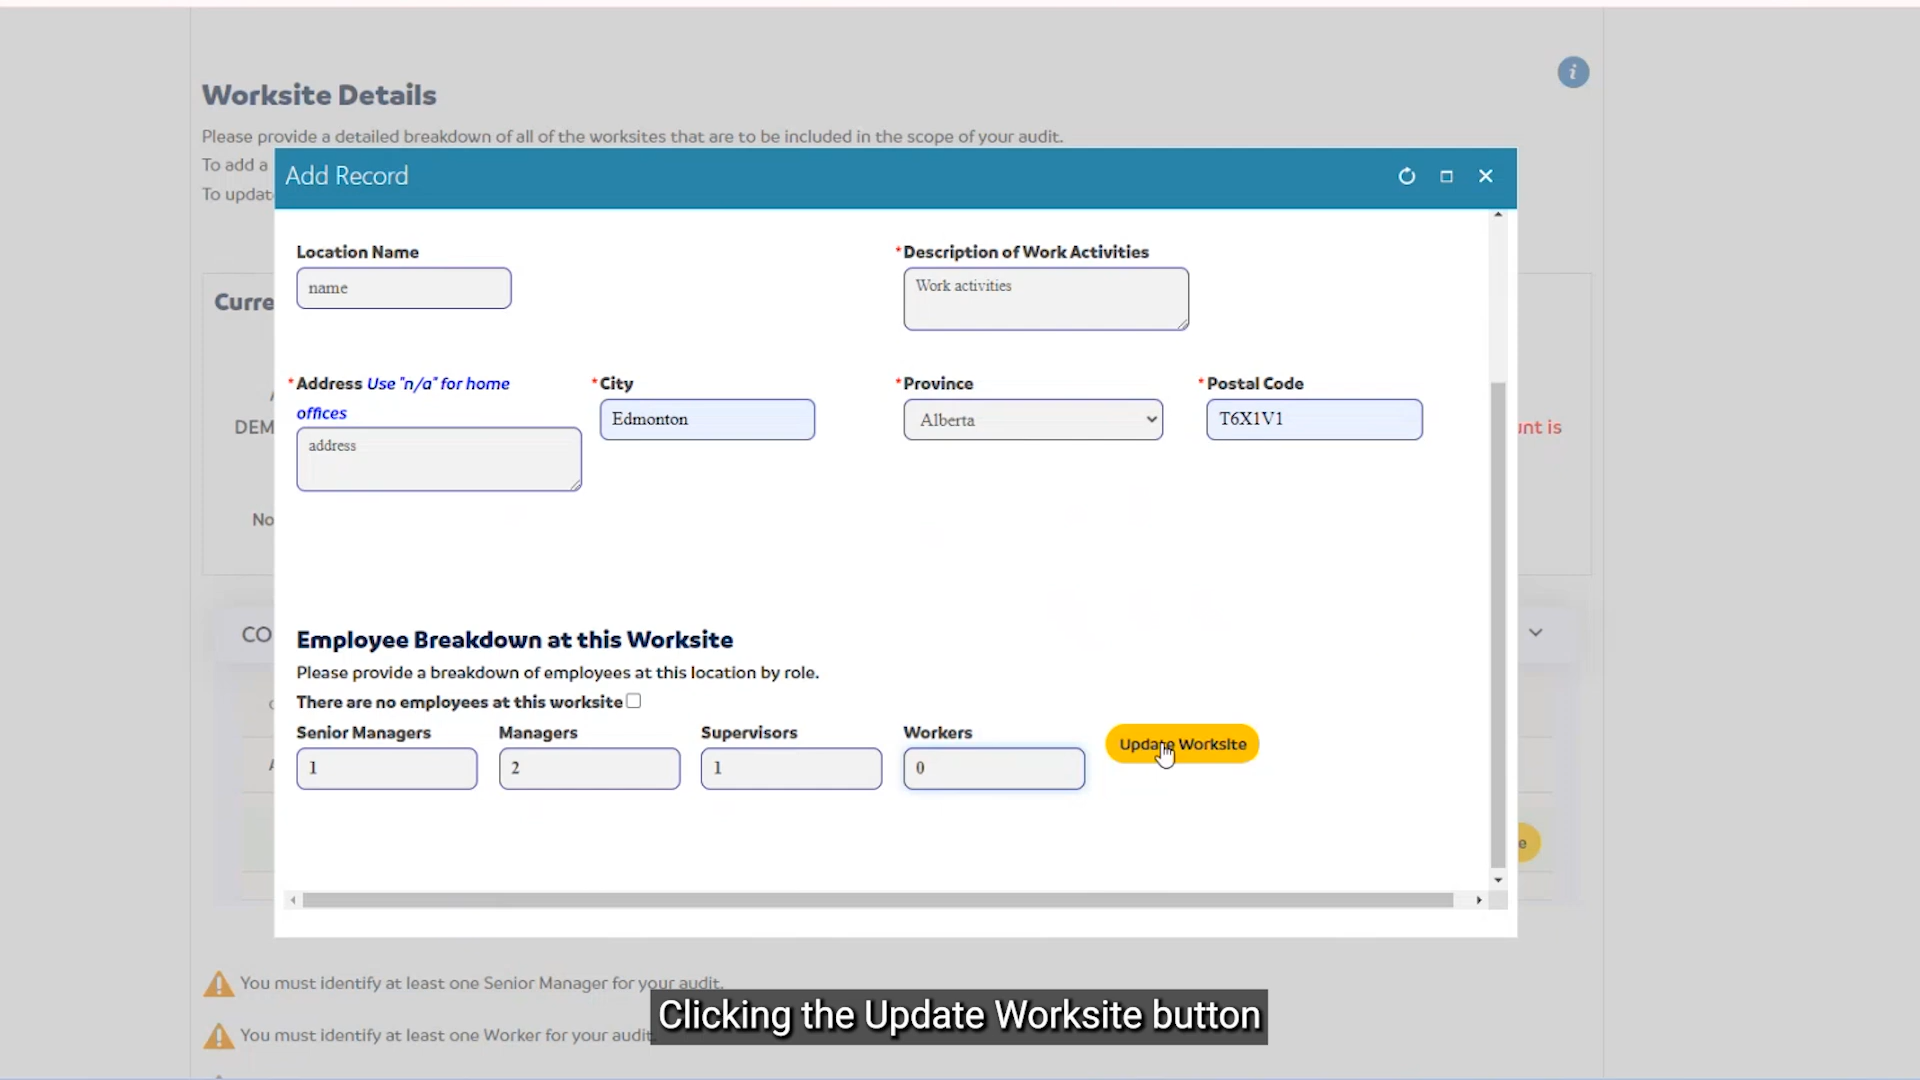 Worksite Details
Please provide a detailed breakdown of all of the worksites that are to be included in the scope of your audit.
To add a
To updat
Add Record
Location Name
name
*Description of Work Activities
Work activities
Curre
*Address Use "n/a" for home
offices
address
*City
Edmonton
*Province
Alberta
*Postal Code
T6X1V1
DEM
unt is
No
CO
Employee Breakdown at this Worksite
Please provide a breakdown of employees at this location by role.
There are no employees at this worksite
Senior Managers
1
Managers
2
Supervisors
1
Workers
0
Update Worksite
e
You must identify at least one Senior Manager for your audit.
You must identify at least one Worker for your audit
Clicking the Update Worksite button